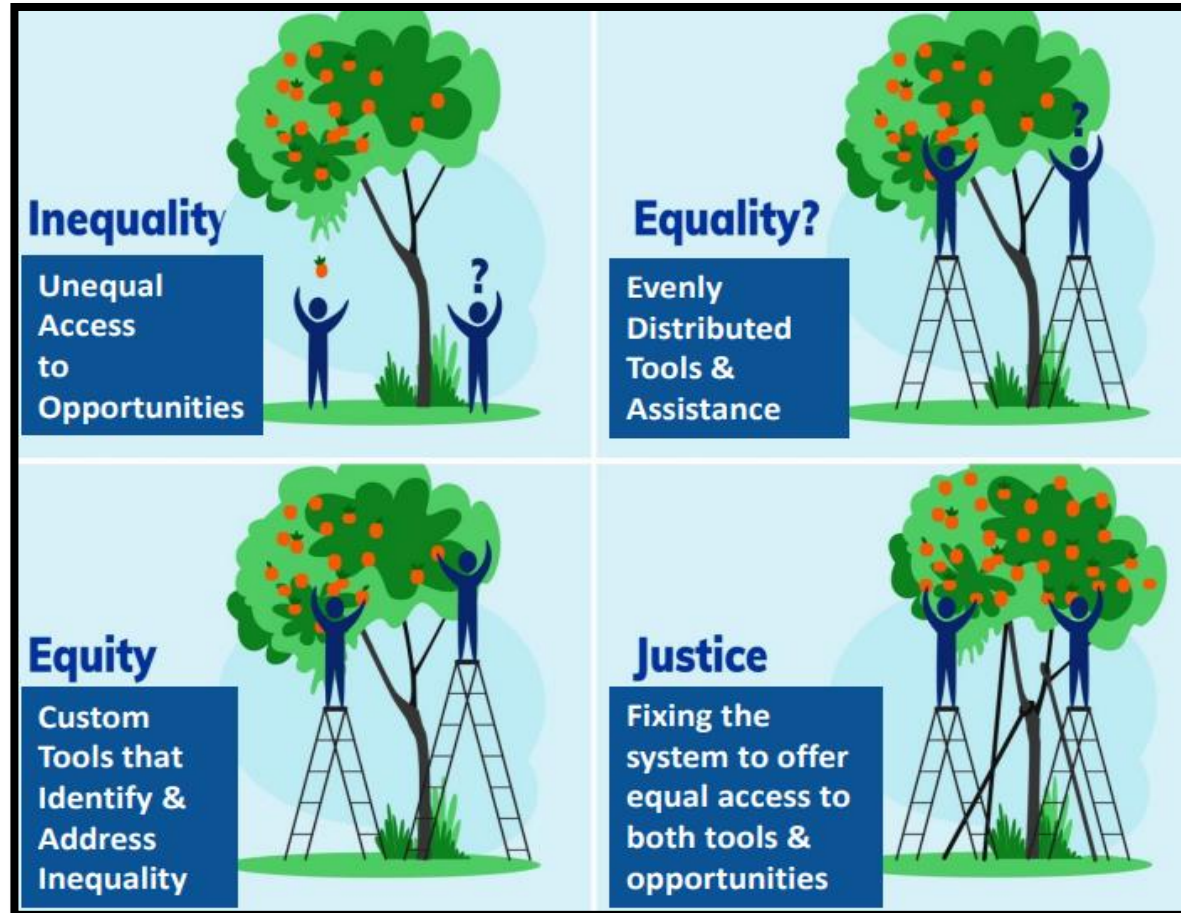 Inequality
Unequal
Access
to
Opportunities
?
Equality?
Evenly
Distributed
Tools &
Assistance
?
Equity
Custom
Tools that
Identify &
Address
Inequality
Justice
Fixing the
system to offer
equal access to
both tools &
opportunities